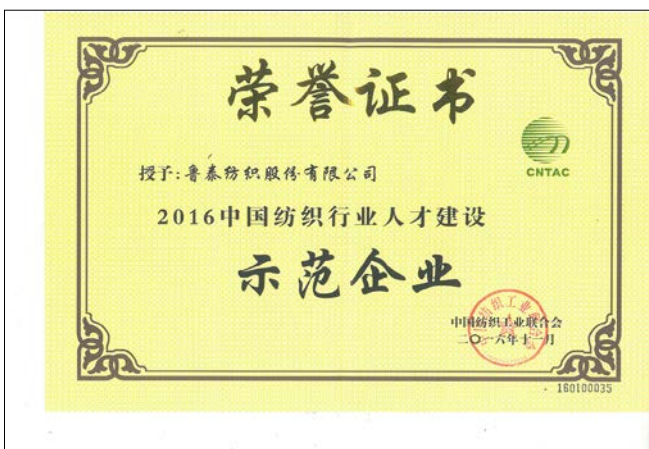 荣誉证书
CNTAC
授予:鲁泰纺织股份有限公司
2016中国纺织行业人才建设
示范企业
中国纺织工业联合会
二〇一六年十一月
160100035